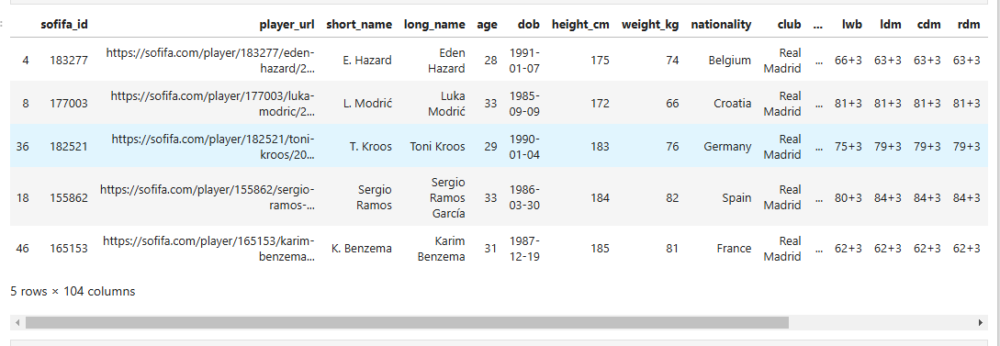 sofifa_id player_url short_name long_name age dob height_cm weight_kg nationality club ... lwb ldm cdm rdm
4 183277 https://sofifa.com/player/183277/eden-hazard/2... E. Hazard Eden Hazard 28 1991-01-07 175 74 Belgium Real Madrid ... 66+3 63+3 63+3 63+3
8 177003 https://sofifa.com/player/177003/luka-modric/2... L. Modrić Luka Modrić 33 1985-09-09 172 66 Croatia Real Madrid ... 81+3 81+3 81+3 81+3
36 182521 https://sofifa.com/player/182521/toni-kroos/20... T. Kroos Toni Kroos 29 1990-01-04 183 76 Germany Real Madrid ... 75+3 79+3 79+3 79+3
18 155862 https://sofifa.com/player/155862/sergio-ramos-... Sergio Ramos Sergio Ramos García 33 1986-03-30 184 82 Spain Real Madrid ... 80+3 84+3 84+3 84+3
46 165153 https://sofifa.com/player/165153/karim-benzema... K. Benzema Karim Benzema 31 1987-12-19 185 81 France Real Madrid ... 62+3 62+3 62+3 62+3
5 rows × 104 columns